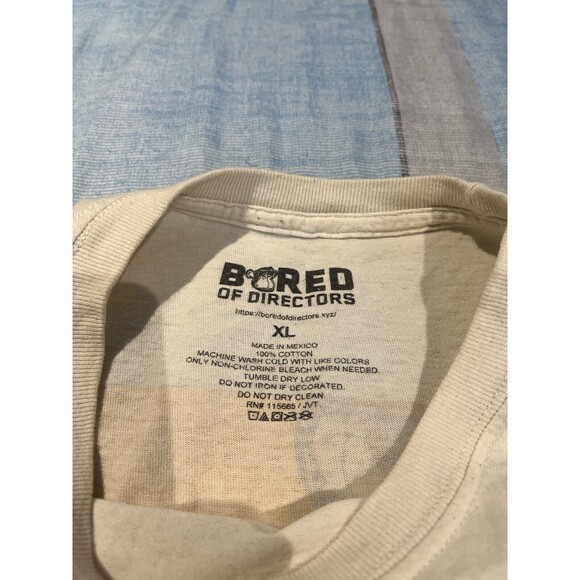 BORED
OF DIRECTORS
https://boredofdirectors.xyz/
XL
MADE IN MEXICO
100% COTTON
MACHINE WASH COLD WITH LIKE COLORS
ONLY NON-CHLORINE BLEACH WHEN NEEDED.
TUMBLE DRY LOW
DO NOT IRON IF DECORATED.
DO NOT DRY CLEAN.
RN# 115665 / JVT